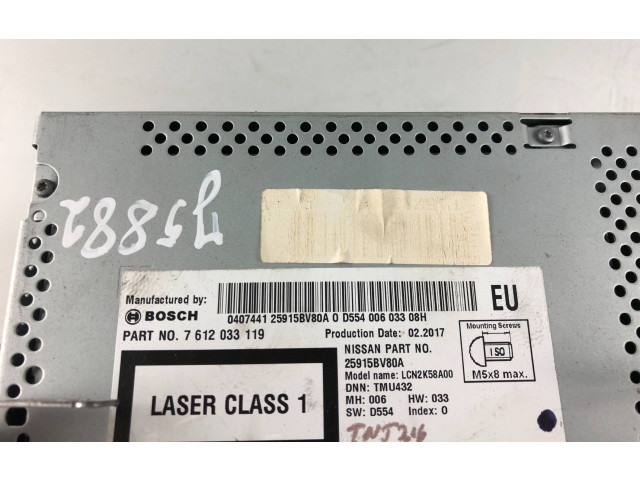 J5882
Manufactured by:
BOSCH
0407441 25915BV80A 0 D554 006 033 08H
EU
PART NO. 7 612 033 119
Production Date: 02.2017
NISSAN PART NO.
25915BV80A
Model name: LCN2K58A00
DNN: TMU432
MH: 006 HW: 033
SW: D554 Index: 0
Mounting Screws
ISO
M5x8 max.
LASER CLASS 1